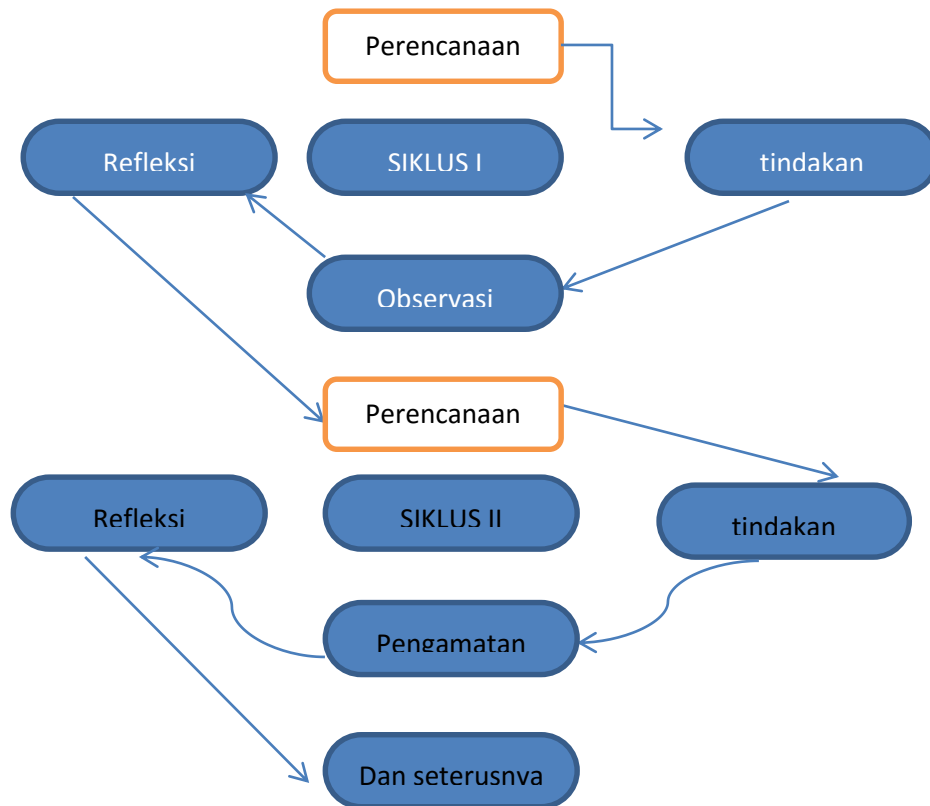 Perencanaan
Refleksi
SIKLUS I
tindakan
Observasi
Perencanaan
Refleksi
SIKLUS II
tindakan
Pengamatan
Dan seterusnya